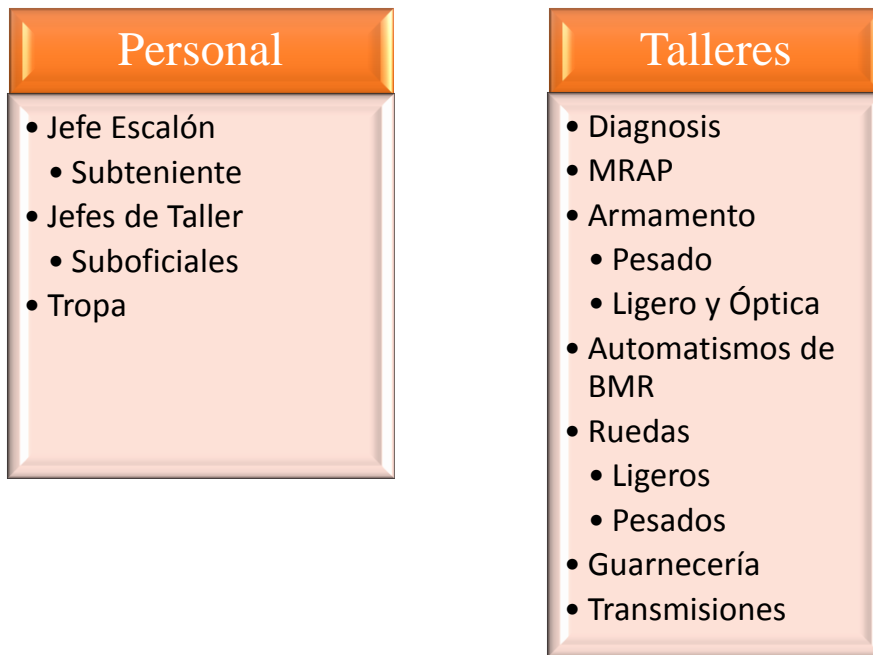 Personal
• Jefe Escalón
• Subteniente
• Jefes de Taller
• Suboficiales
• Tropa
Talleres
• Diagnosis
• MRAP
• Armamento
• Pesado
• Ligero y Óptica
• Automatismos de
BMR
• Ruedas
• Ligeros
• Pesados
• Guarnecería
• Transmisiones